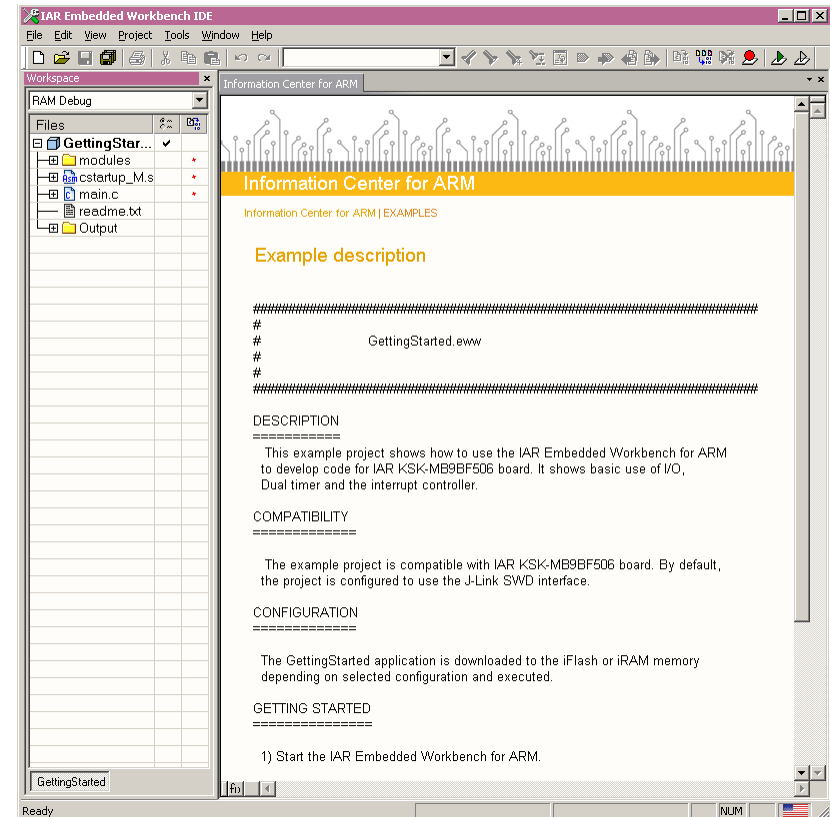 IAR Embedded Workbench IDE
File Edit View Project Tools Window Help
Workspace
RAM Debug
Files
GettingStar...
modules
cstartup_M.s
main.c
readme.txt
Output
GettingStarted
Information Center for ARM
Information Center for ARM
Information Center for ARM | EXAMPLES
Example description
#
# GettingStarted.eww
#
#
DESCRIPTION
===========
This example project shows how to use the IAR Embedded Workbench for ARM
to develop code for IAR KSK-MB9BF506 board. It shows basic use of I/O,
Dual timer and the interrupt controller.
COMPATIBILITY
=============
The example project is compatible with IAR KSK-MB9BF506 board. By default,
the project is configured to use the J-Link SWD interface.
CONFIGURATION
=============
The GettingStarted application is downloaded to the iFlash or iRAM memory
depending on selected configuration and executed.
GETTING STARTED
===============
1) Start the IAR Embedded Workbench for ARM.
Ready
NUM